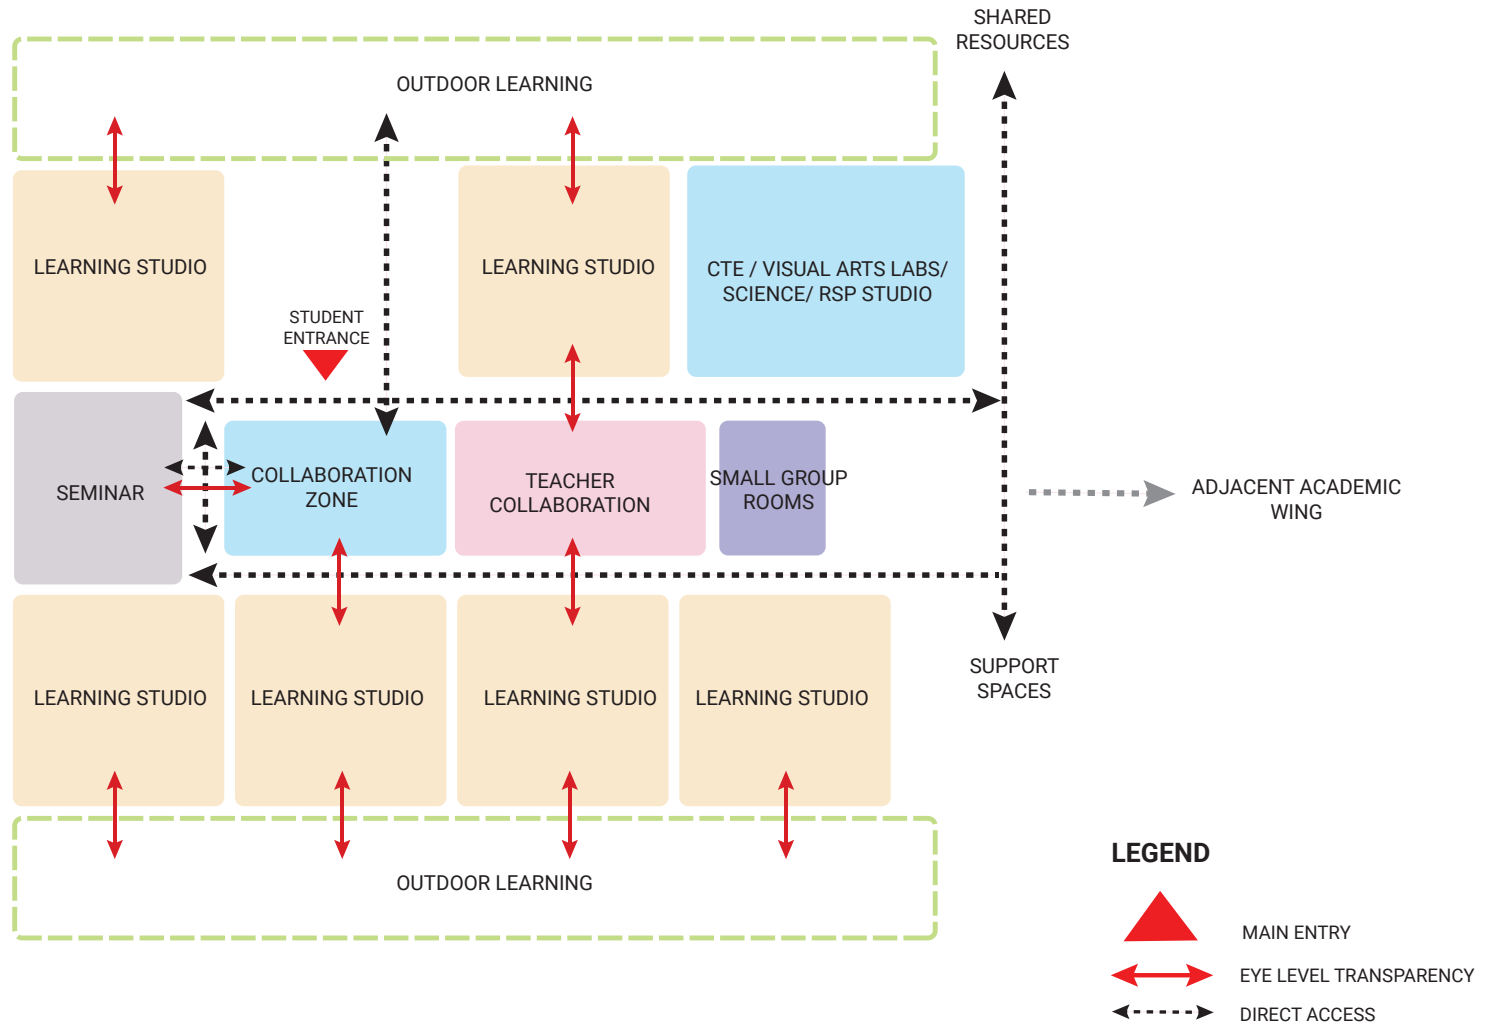 SHARED
RESOURCES
OUTDOOR LEARNING
LEARNING STUDIO
LEARNING STUDIO
CTE / VISUAL ARTS LABS/
SCIENCE/ RSP STUDIO
STUDENT
ENTRANCE
SEMINAR
COLLABORATION
ZONE
TEACHER
COLLABORATION
SMALL GROUP
ROOMS
ADJACENT ACADEMIC
WING
SUPPORT
SPACES
LEARNING STUDIO
LEARNING STUDIO
LEARNING STUDIO
LEARNING STUDIO
OUTDOOR LEARNING
LEGEND
MAIN ENTRY
EYE LEVEL TRANSPARENCY
DIRECT ACCESS